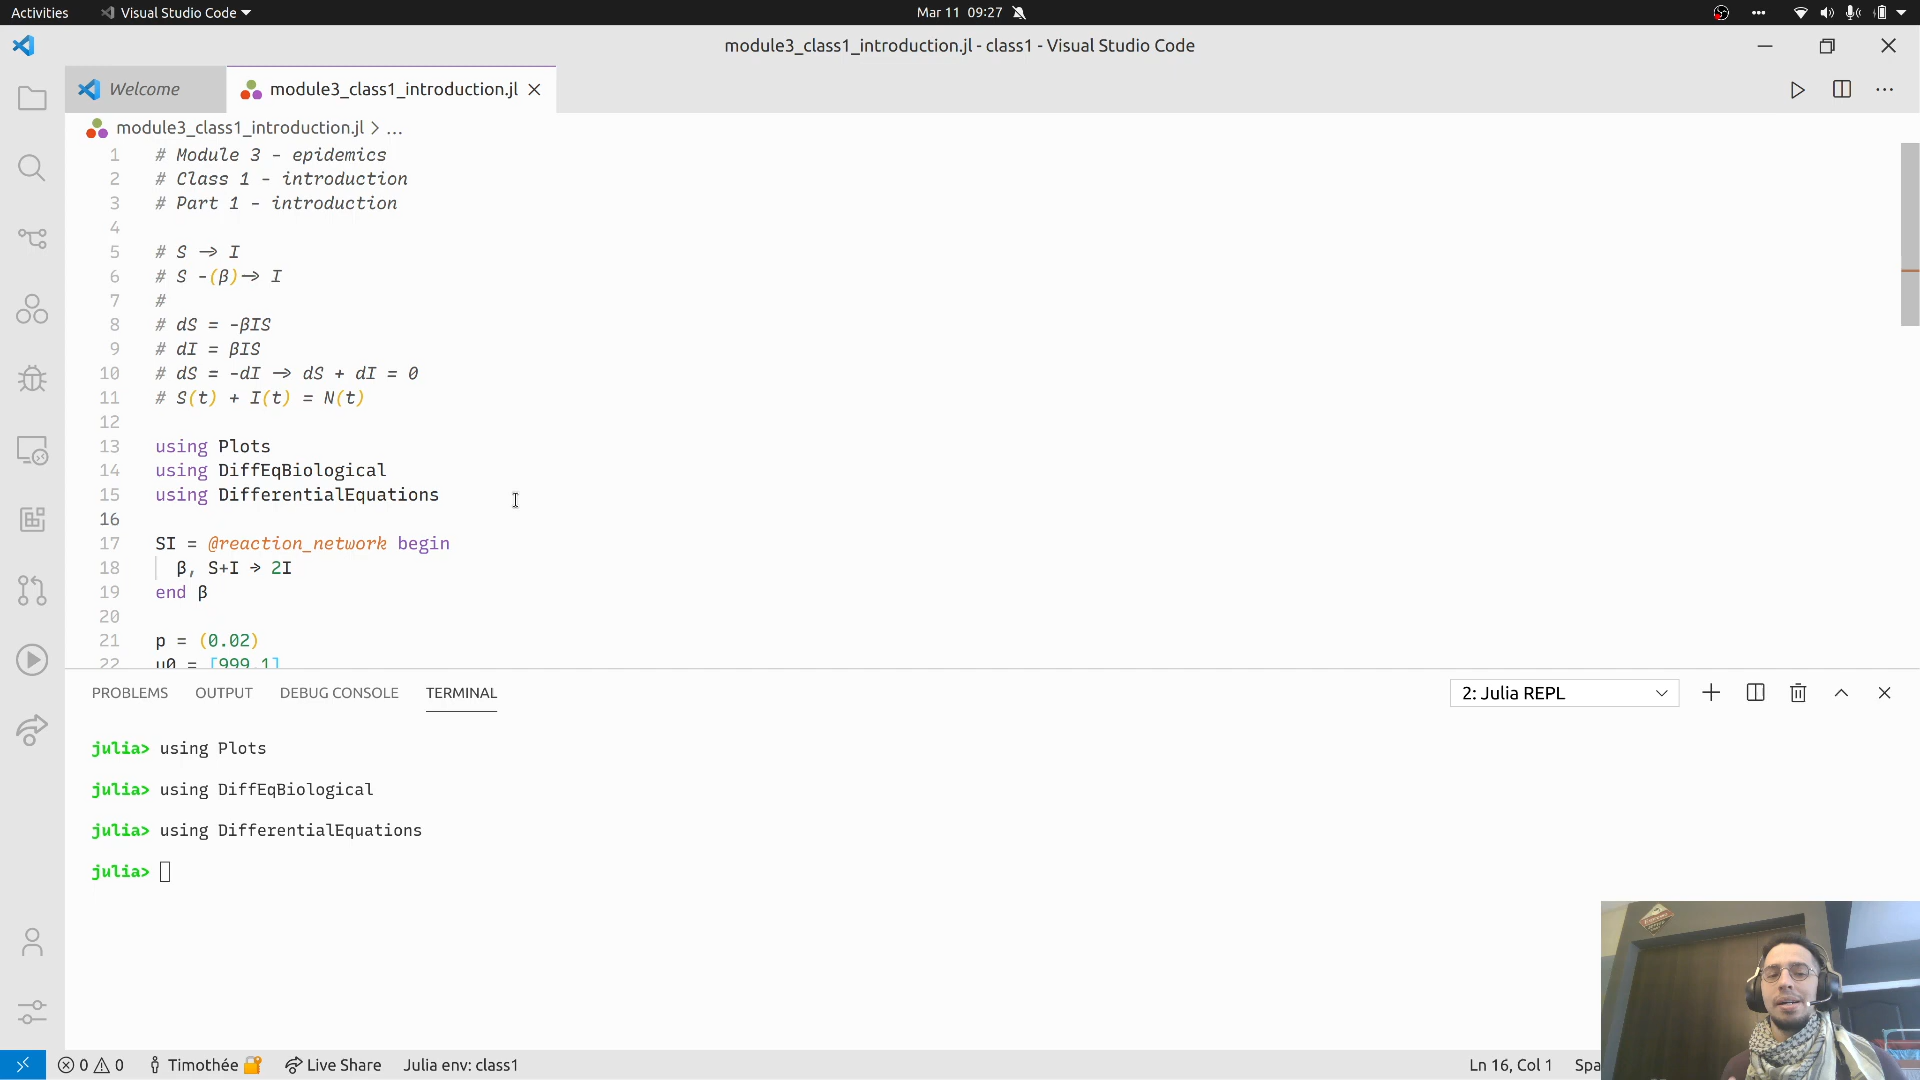 Activities
Visual Studio Code
Mar 11 09:27
module3_class1_introduction.jl - class1 - Visual Studio Code
Welcome
module3_class1_introduction.jl
module3_class1_introduction.jl > ...
1 # Module 3 - epidemics
2 # Class 1 - introduction
3 # Part 1 - introduction
4
5 # S → I
6 # S -(β)→ I
7 #
8 # dS = -βIS
9 # dI = βIS
10 # dS = -dI → dS + dI = 0
11 # S(t) + I(t) = N(t)
12
13 using Plots
14 using DiffEqBiological
15 using DifferentialEquations
16
17 SI = @reaction_network begin
18 β, S+I → 2I
19 end β
20
21 p = (0.02)
22 u0 = [999,1]
PROBLEMS
OUTPUT
DEBUG CONSOLE
TERMINAL
2: Julia REPL
julia> using Plots
julia> using DiffEqBiological
julia> using DifferentialEquations
julia>
0 0
Timothée
Live Share
Julia env: class1
Ln 16, Col 1
Spa